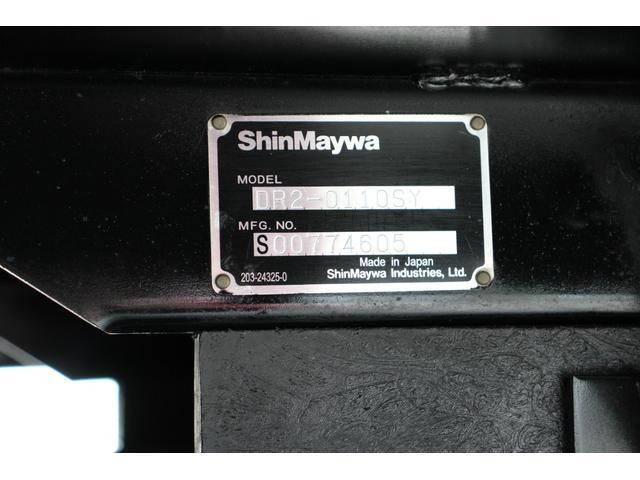 ShinMaywa
MODEL
DR2-0110SY
MFG. NO.
S00774605
Made in Japan
203-24325-0 ShinMaywa Industries, Ltd.